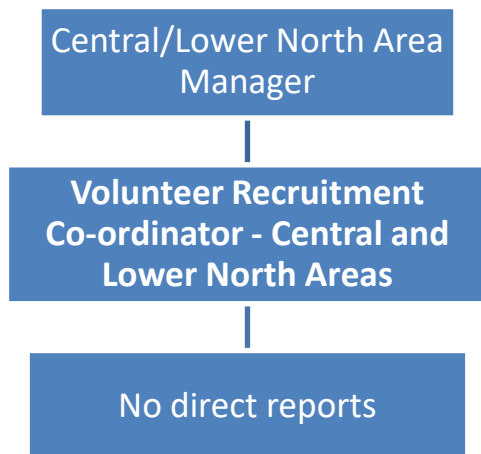 Central/Lower North Area
Manager
Volunteer Recruitment
Co-ordinator - Central and
Lower North Areas
No direct reports